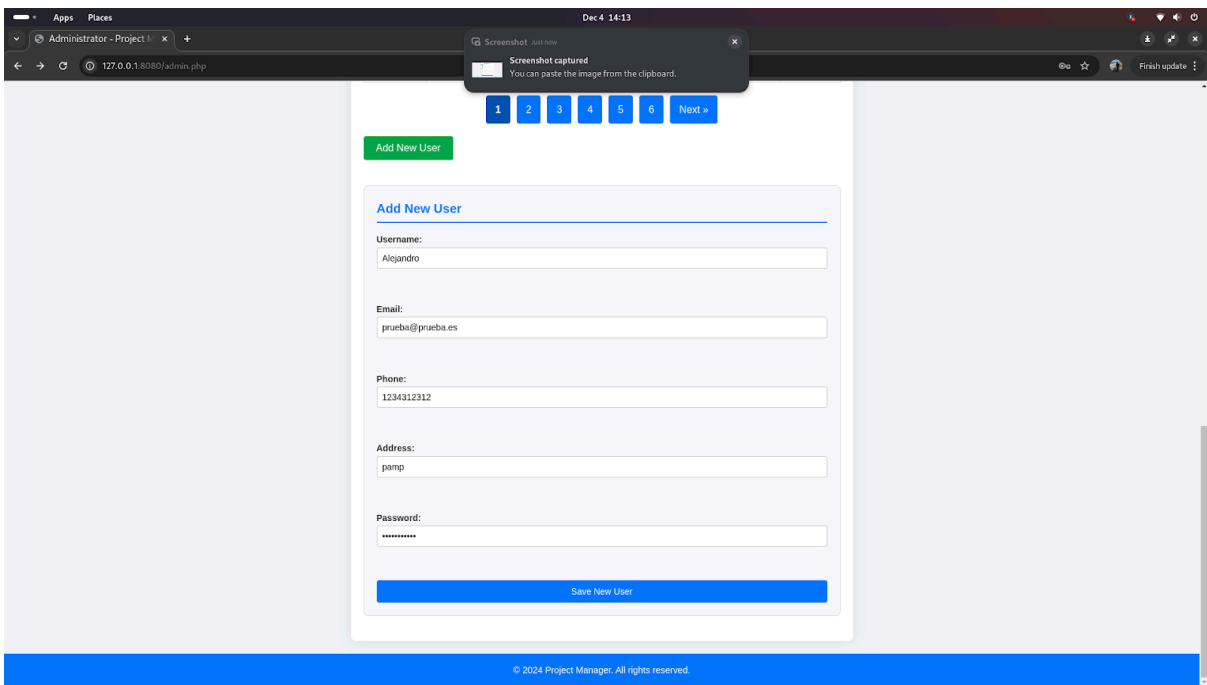 Apps Places Dec 4 14:13
Administrator - Project M
Screenshot Just now
127.0.0.1:8080/admin.php
Screenshot captured
You can paste the image from the clipboard.
Finish update
1 2 3 4 5 6 Next »
Add New User
Add New User
Username:
Alejandro
Email:
prueba@prueba.es
Phone:
1234312312
Address:
pamp
Password:
•••••••••••
Save New User
© 2024 Project Manager. All rights reserved.